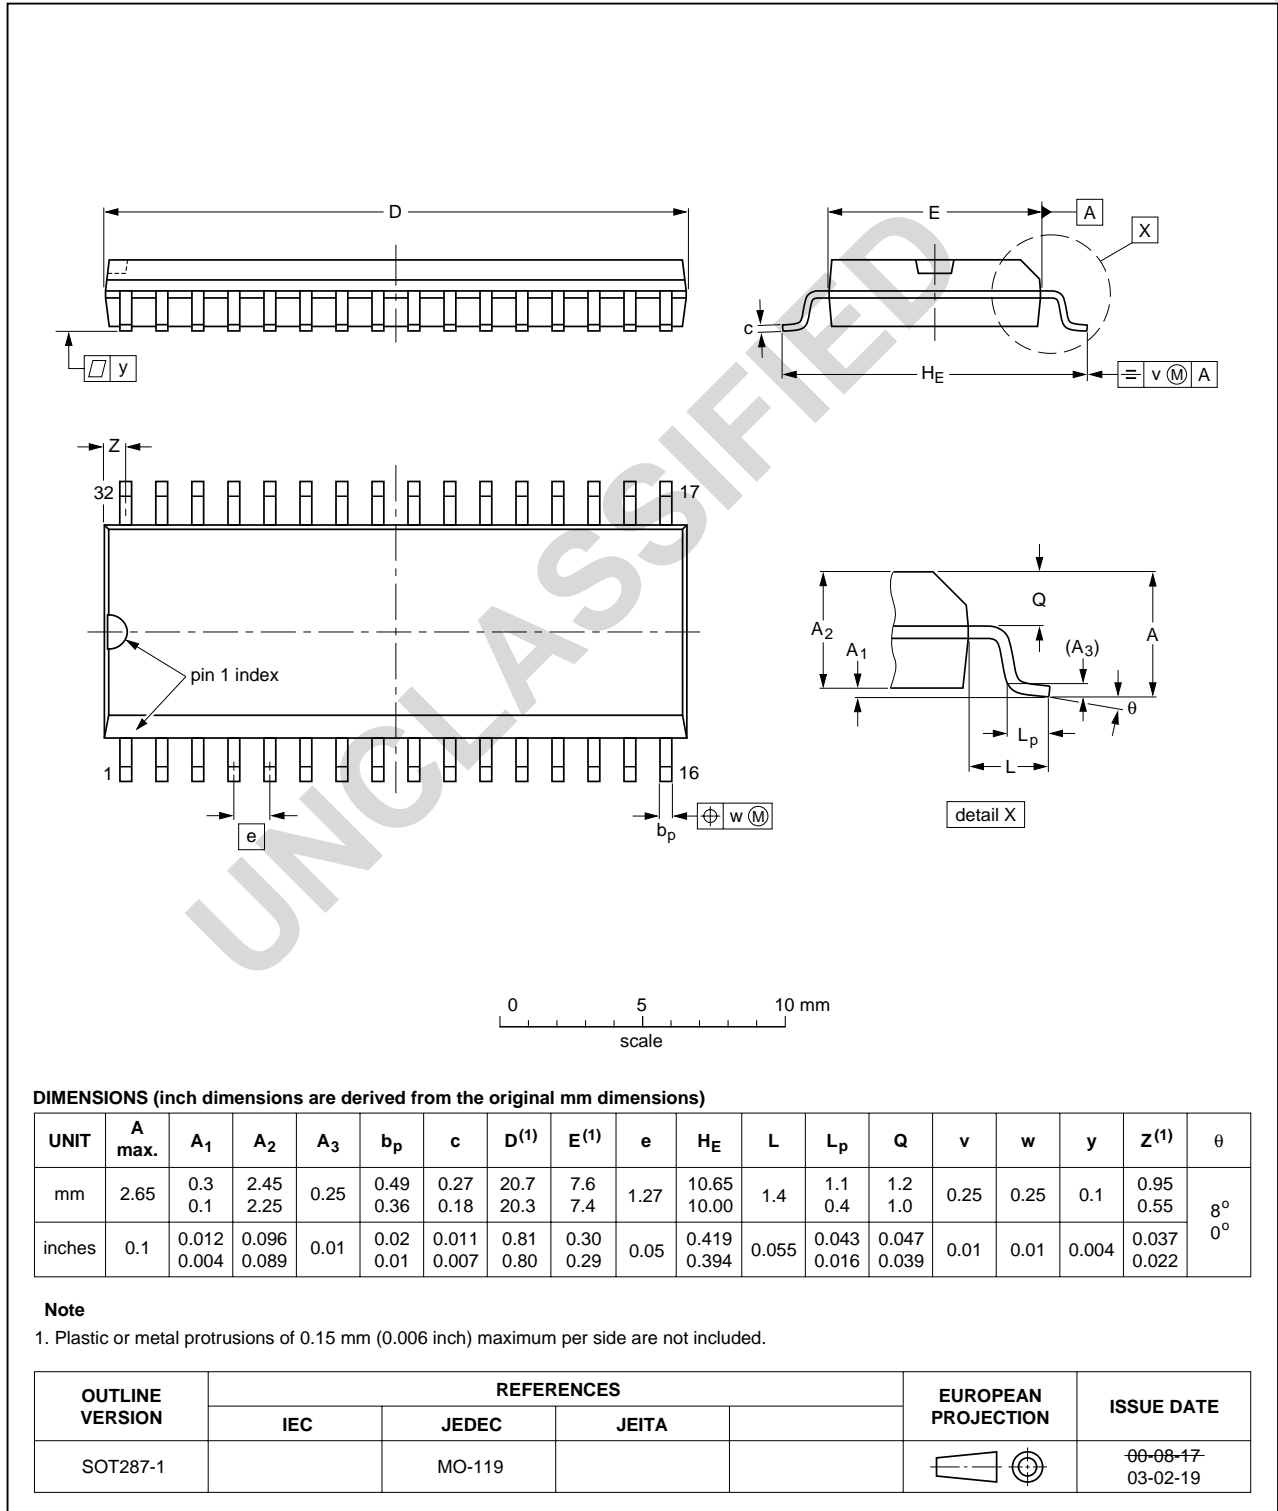 D
E
A
X
c
y
HE
= v M A
Z
32
17
pin 1 index
1
16
e
bp
w M
UNCLASSIFIED
A2
A1
Q
(A3)
A
θ
Lp
L
detail X
0 5 10 mm
scale
DIMENSIONS (inch dimensions are derived from the original mm dimensions)
UNIT A max. A1 A2 A3 bp c D(1) E(1) e HE L Lp Q v w y Z(1) θ
mm 2.65 0.3 0.1 2.45 2.25 0.25 0.49 0.36 0.27 0.18 20.7 20.3 7.6 7.4 1.27 10.65 10.00 1.4 1.1 0.4 1.2 1.0 0.25 0.25 0.1 0.95 0.55 8° 0°
inches 0.1 0.012 0.004 0.096 0.089 0.01 0.02 0.01 0.011 0.007 0.81 0.80 0.30 0.29 0.05 0.419 0.394 0.055 0.043 0.016 0.047 0.039 0.01 0.01 0.004 0.037 0.022
Note
1. Plastic or metal protrusions of 0.15 mm (0.006 inch) maximum per side are not included.
OUTLINE VERSION REFERENCES EUROPEAN PROJECTION ISSUE DATE
IEC JEDEC JEITA
SOT287-1 MO-119 00-08-17
03-02-19